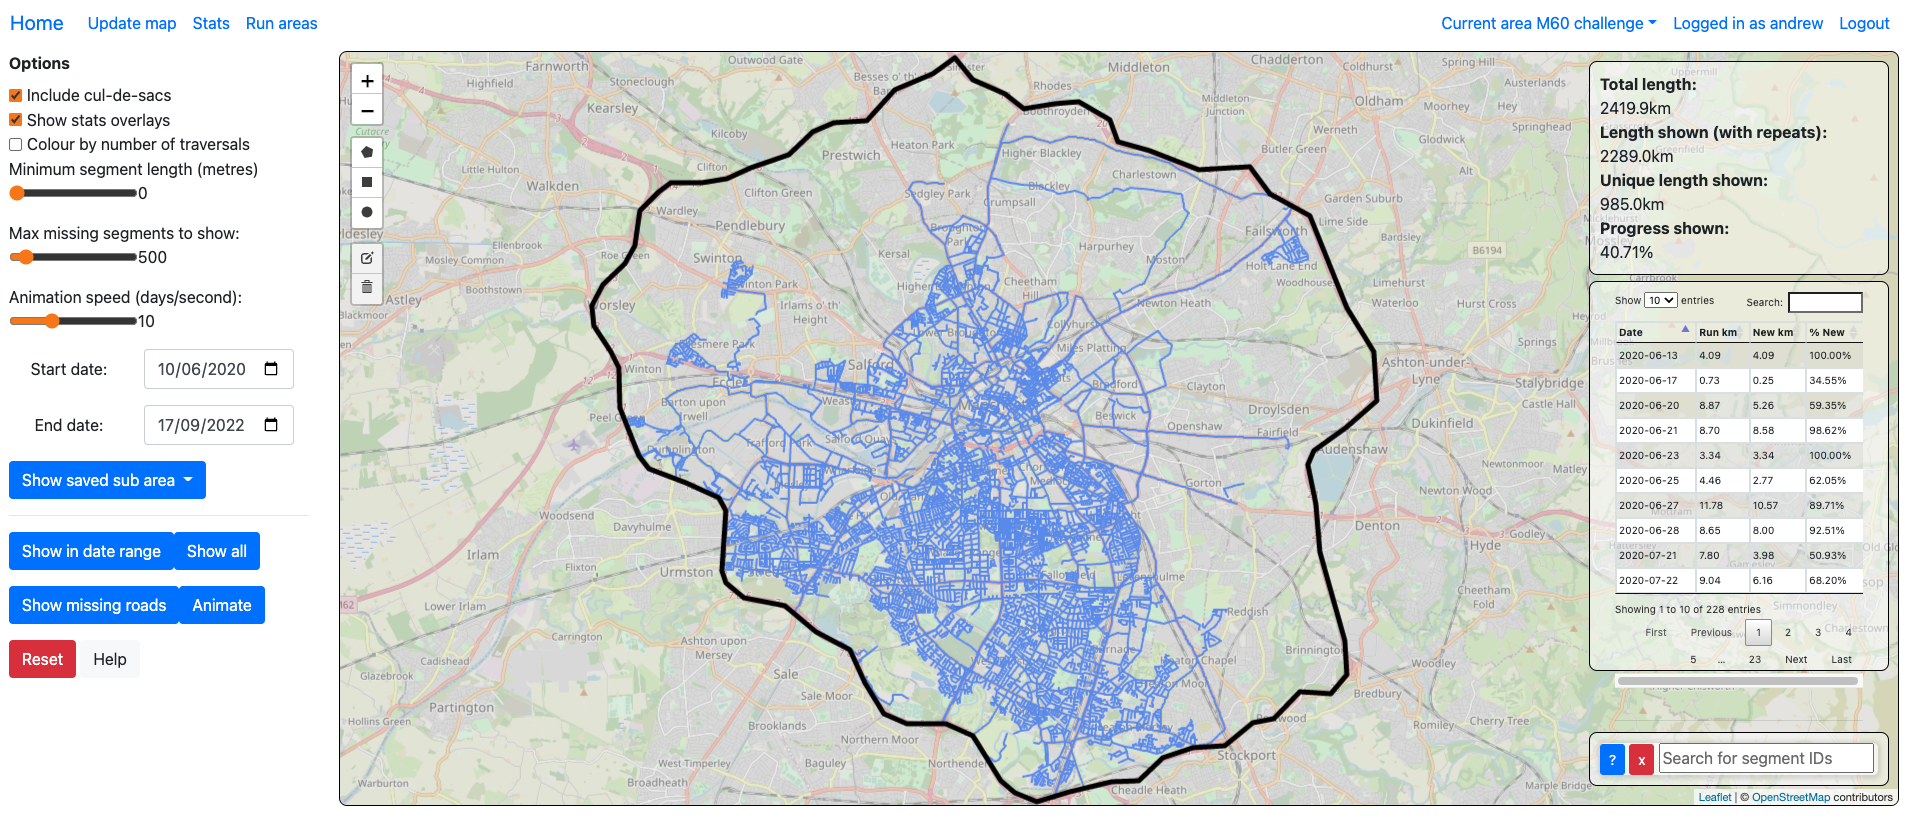 Home Update map Stats Run areas
Current area M60 challenge Logged in as andrew Logout
Options
Include cul-de-sacs
Show stats overlays
Colour by number of traversals
Minimum segment length (metres)
0
Max missing segments to show:
500
Animation speed (days/second):
10
Start date: 10/06/2020
End date: 17/09/2022
Show saved sub area
Show in date range Show all
Show missing roads Animate
Reset Help
+
−
Farnworth
Highfield
Stoneclough
Outwood Gate
Besses o' th'
Rhodes
Middleton
Chadderton
Coldhurst
Spring Hill
Austerlands
Kearsley
Middleton
Junction
Oldham
Moorhey
Hey
Springhead
Boothroyden
Kilcoby
Clifton
Prestwich
Heaton Park
Higher Blackley
Werneth
Glodwick
Butler Green
Cutacre
Little Hulton
Walkden
Clifton Green
Sedgley Park
Blackley
Charlestown
Crumpsall
Garden Suburb
Alt
Wardley
Pendlebury
Lime Side
Failsworth
Bardsley
B6194
Ellenbrook
Mosley Common
Roe Green
Boothstown
Astley
Blackmoor
Swinton
Kersal
Harpurhey
Moston
Holt Lane End
Limehurst
Woodhouse
Waterloo
Hurst Cross
Irlams o' th'
Height
Cheetham
Hill
Newton Heath
Collyhurst
Miles Platting
Springs
Ashton-under-
Lyne
Stalybridge
Castle Hall
Winton
Salford
Clayton
Droylsden
Dukinfield
Barton upon
Irwell
Beswick
Openshaw
Fairfield
Audenshaw
Dumplington
Trafford Park
Salford Quays
Newtonmoor
Matley
Gorton
Newton Wood
Woodsend
Davyhulme
Denton
Irlam
Flixton
Urmston
Hyde
Godley
Gee Cross
Lower Irlam
Reddish
Cheetham
Fold
Carrington
Ashton upon
Mersey
Brinnington
Woodley
Cadishead
Glazebrook
Sale
Sale Moor
Bredbury
Hollins Green
Partington
Brooklands
Romiley
Cherry Tree
Northern Moor
Stockport
West Timperley
Baguley
Northenden
Warburton
Broadheath
Timperley
Cheadle Heath
Marple Bridge
Total length:
2419.9km
Length shown (with repeats):
2289.0km
Unique length shown:
985.0km
Progress shown:
40.71%
Show 10 entries Search:
Date Run km New km % New
2020-06-13 4.09 4.09 100.00%
2020-06-17 0.73 0.25 34.55%
2020-06-20 8.87 5.26 59.35%
2020-06-21 8.70 8.58 98.62%
2020-06-23 3.34 3.34 100.00%
2020-06-25 4.46 2.77 62.05%
2020-06-27 11.78 10.57 89.71%
2020-06-28 8.65 8.00 92.51%
2020-07-21 7.80 3.98 50.93%
2020-07-22 9.04 6.16 68.20%
Showing 1 to 10 of 228 entries
First Previous 1 2 3 4
5 … 23 Next Last
? x Search for segment IDs
Leaflet | © OpenStreetMap contributors